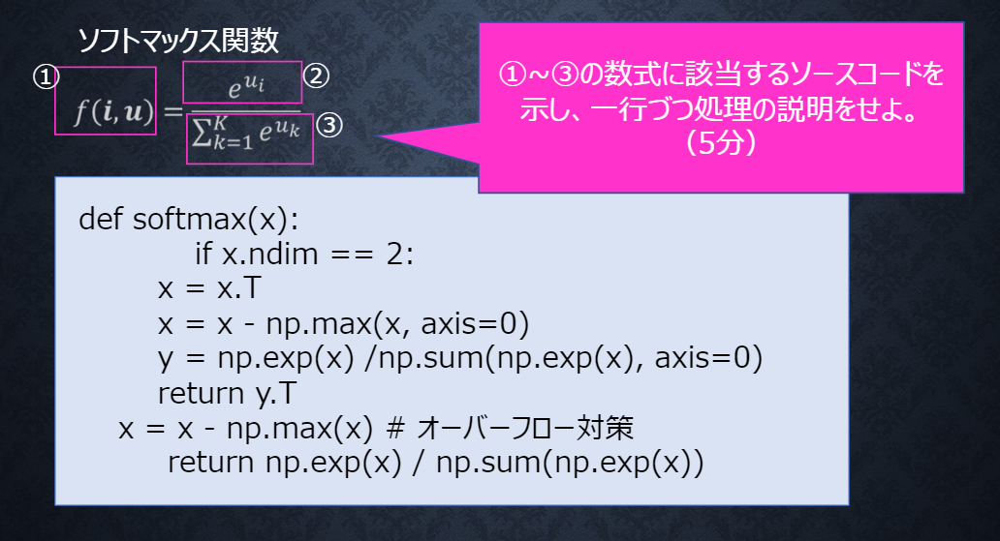 ソフトマックス関数
① ②
f(i, u) = e^{u_i} / ∑_{k=1}^{K} e^{u_k}
③
①~③の数式に該当するソースコードを
示し、一行づつ処理の説明をせよ。
(5分)
def softmax(x):
if x.ndim == 2:
x = x.T
x = x - np.max(x, axis=0)
y = np.exp(x) /np.sum(np.exp(x), axis=0)
return y.T
x = x - np.max(x) # オーバーフロー対策
return np.exp(x) / np.sum(np.exp(x))